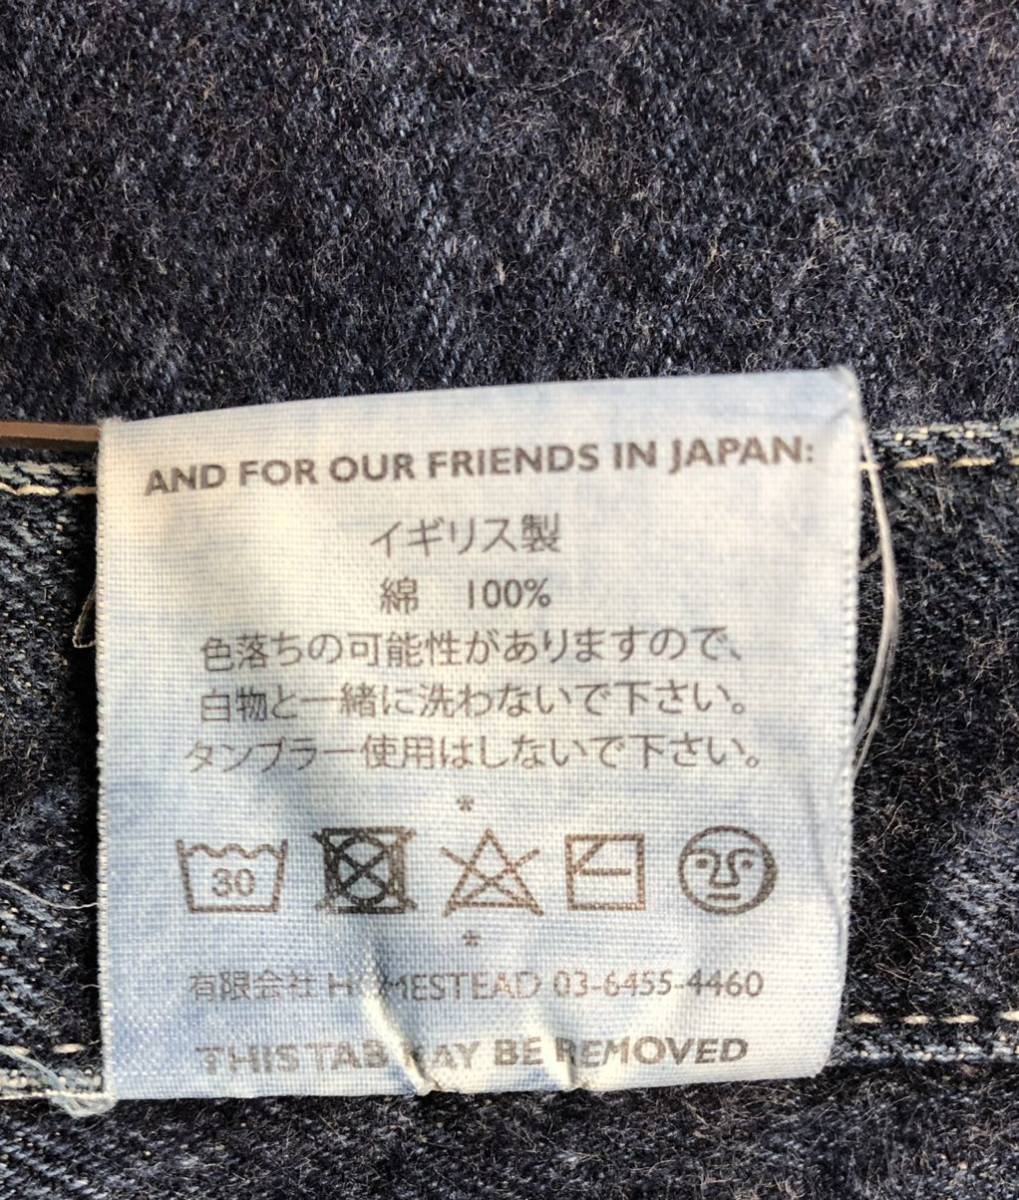 AND FOR OUR FRIENDS IN JAPAN:
イギリス製
綿 100%
色落ちの可能性がありますので、
白物と一緒に洗わないで下さい。
タンブラー使用はしないで下さい。
*
30
*
有限会社 HOMESTEAD 03-6455-4460
THIS TAB MAY BE REMOVED